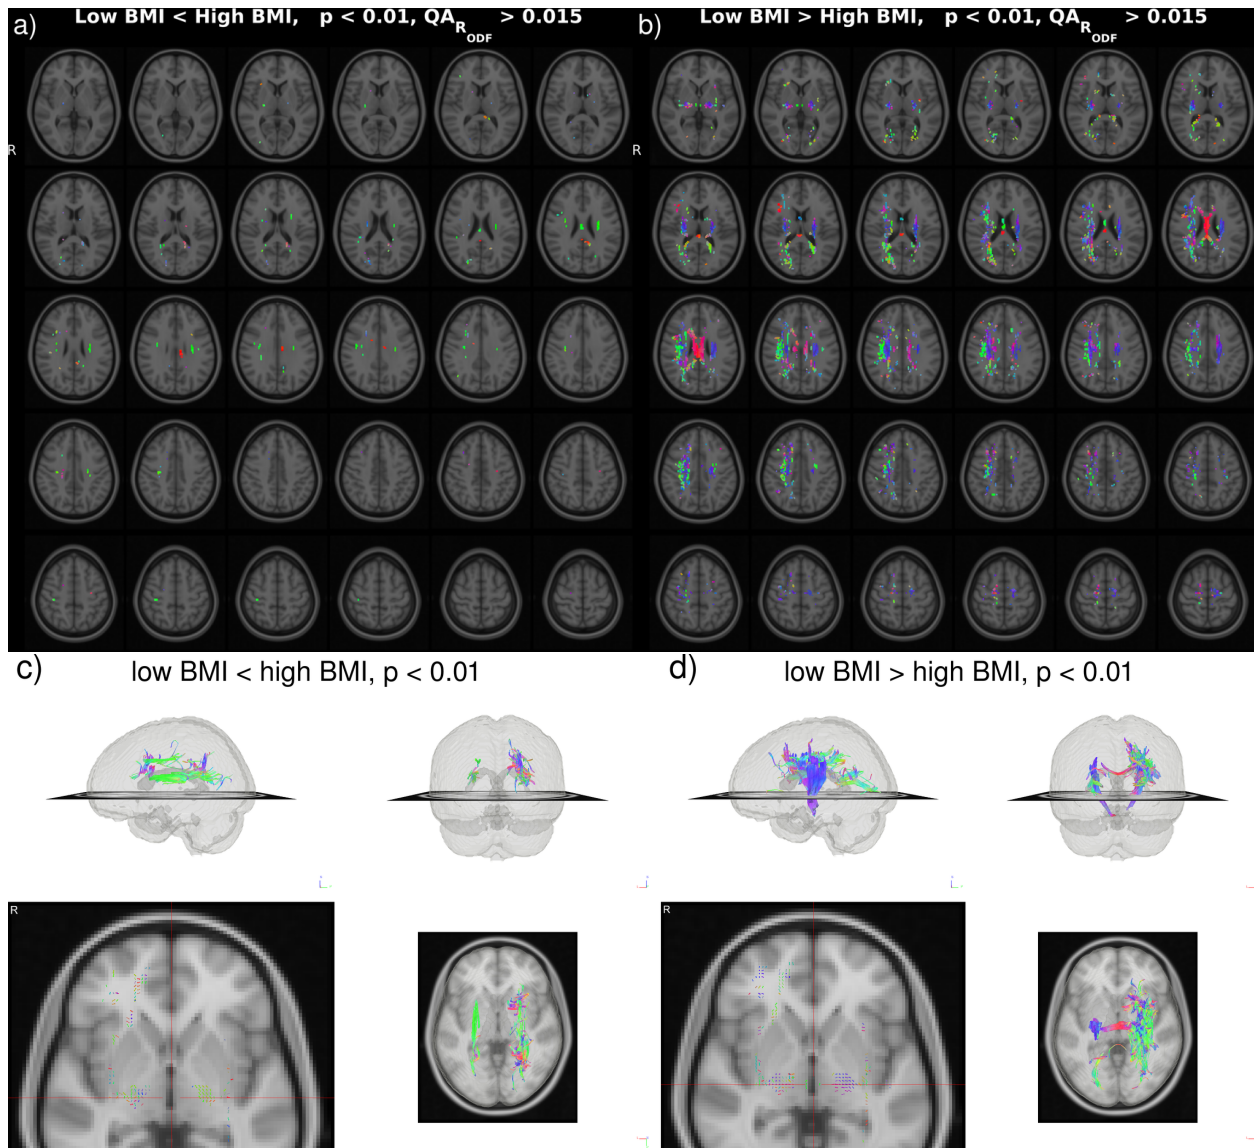 a)
Low BMI < High BMI, p < 0.01, QA R ODF > 0.015
b)
Low BMI > High BMI, p < 0.01, QA R ODF > 0.015
R
R
c)
low BMI < high BMI, p < 0.01
d)
low BMI > high BMI, p < 0.01
R
R